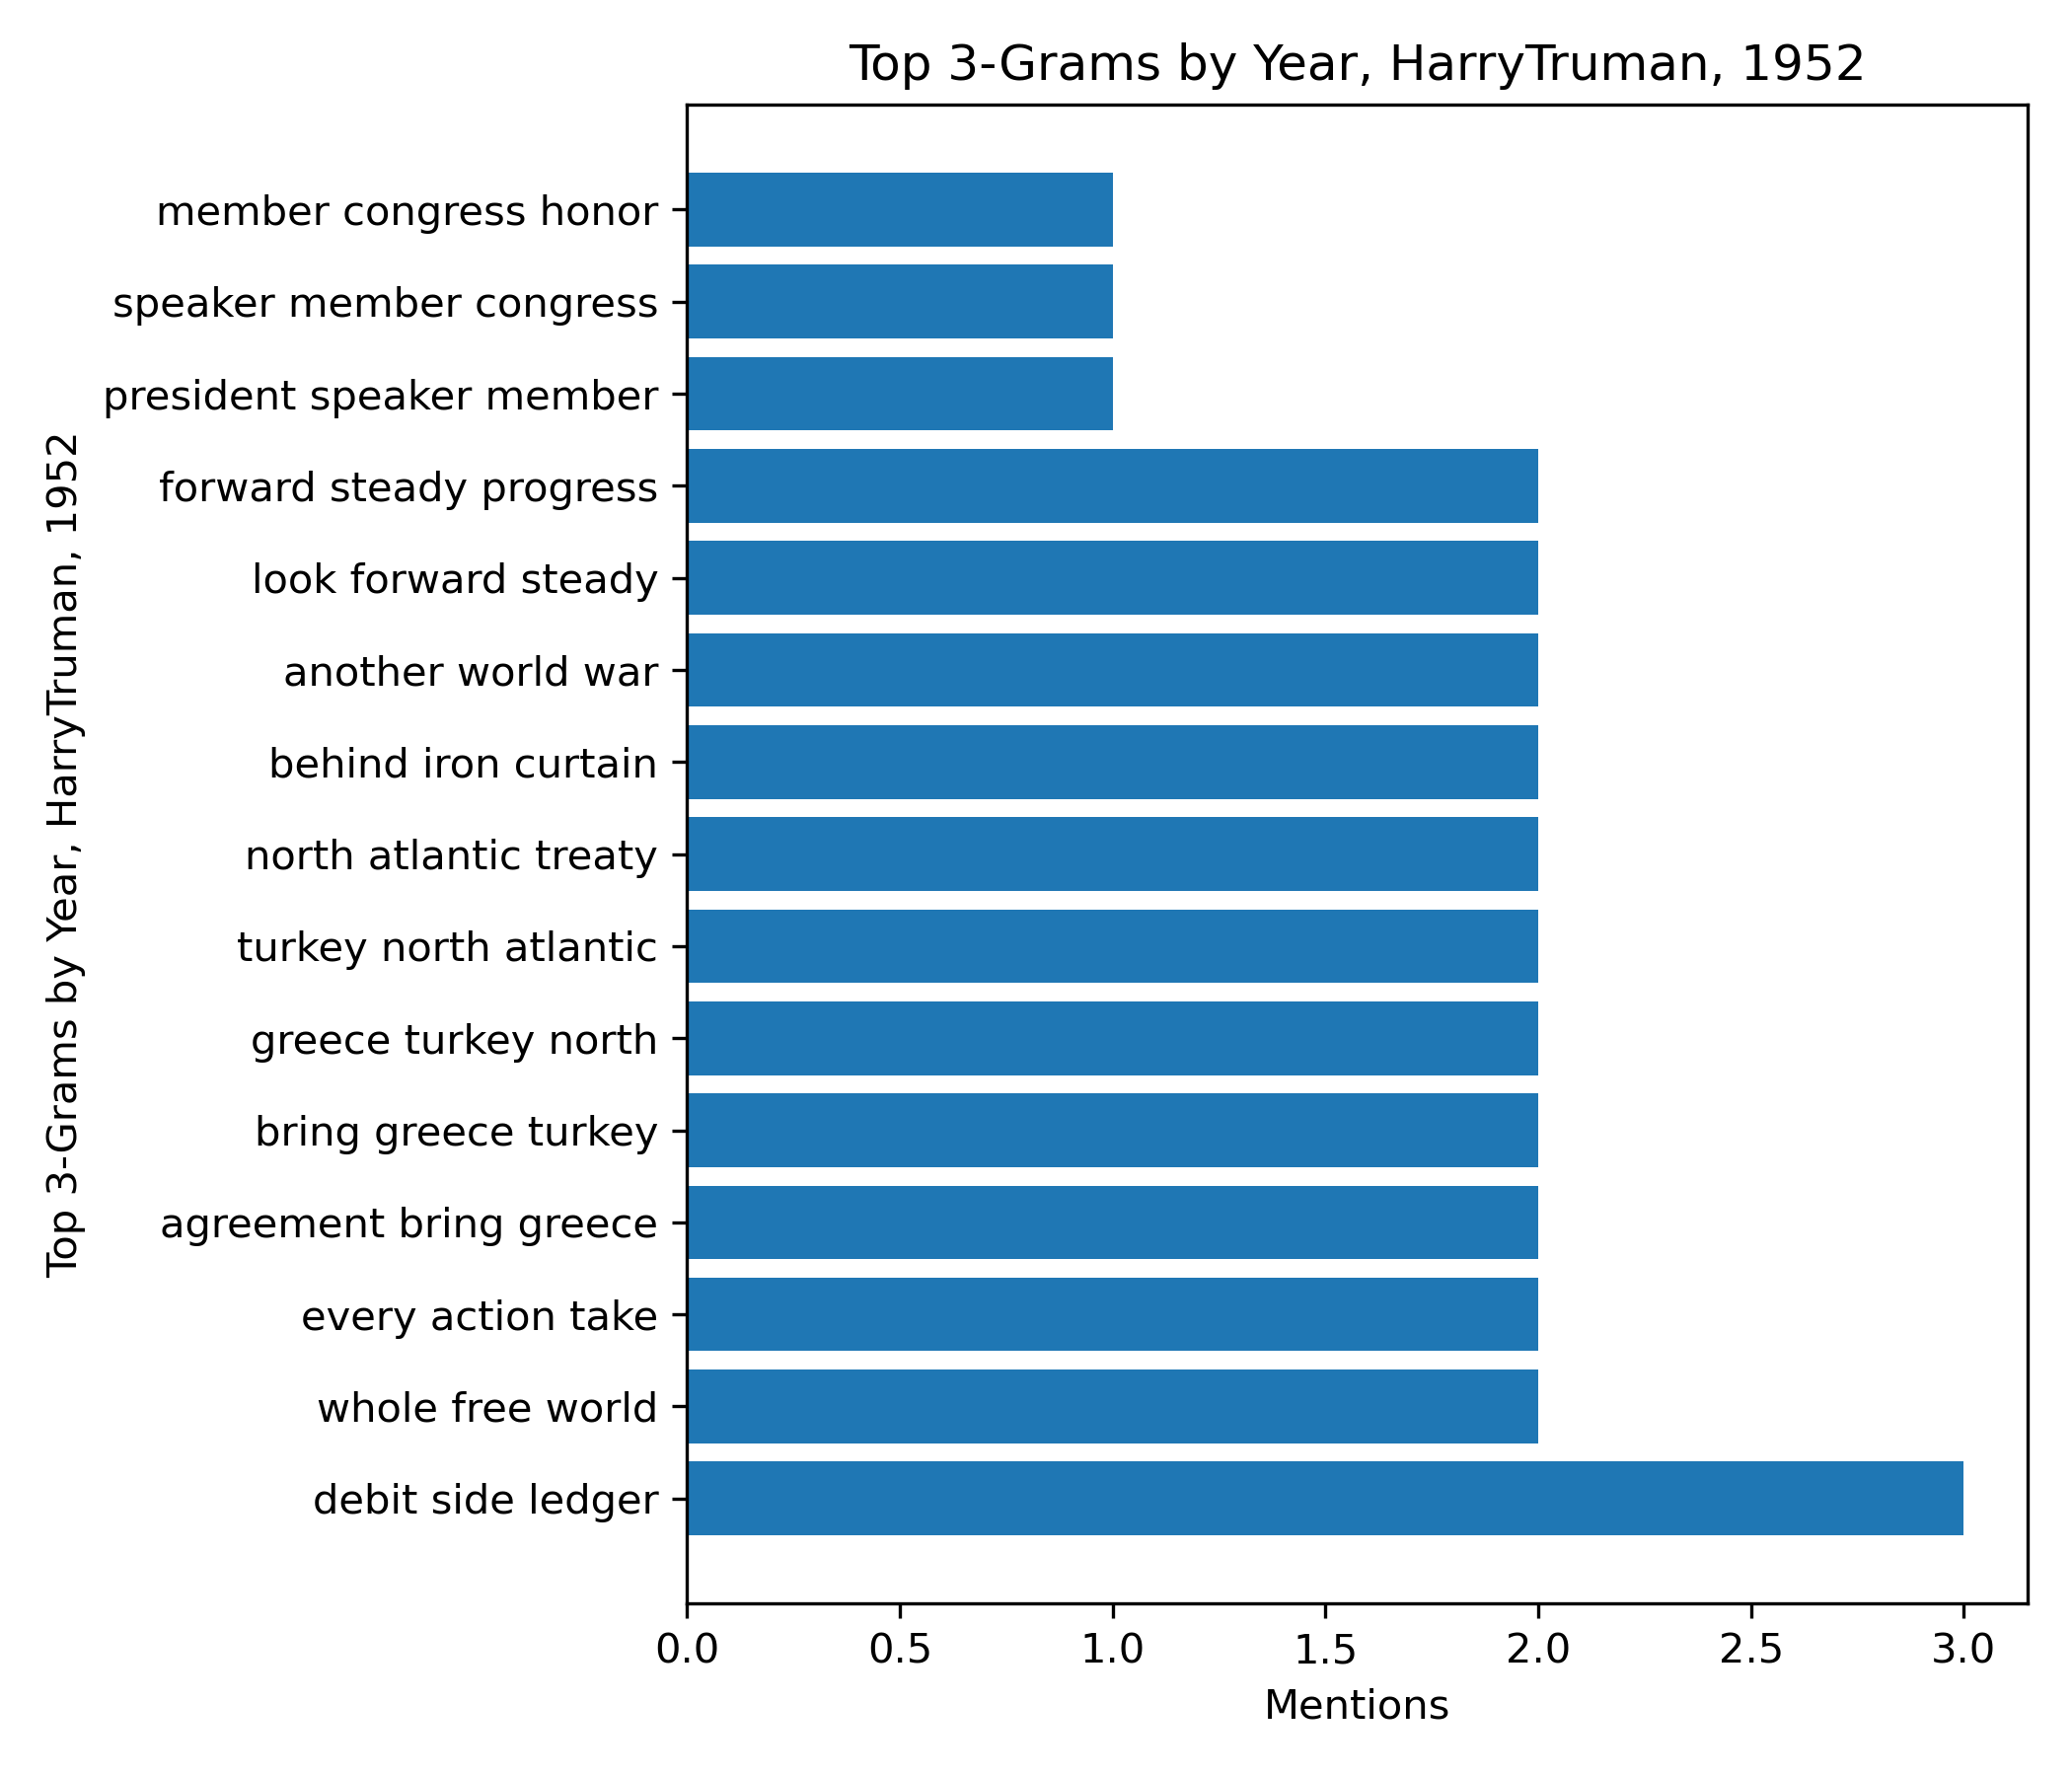 Top 3-Grams by Year, HarryTruman, 1952
Top 3-Grams by Year, HarryTruman, 1952
member congress honor
speaker member congress
president speaker member
forward steady progress
look forward steady
another world war
behind iron curtain
north atlantic treaty
turkey north atlantic
greece turkey north
bring greece turkey
agreement bring greece
every action take
whole free world
debit side ledger
0.0 0.5 1.0 1.5 2.0 2.5 3.0
Mentions